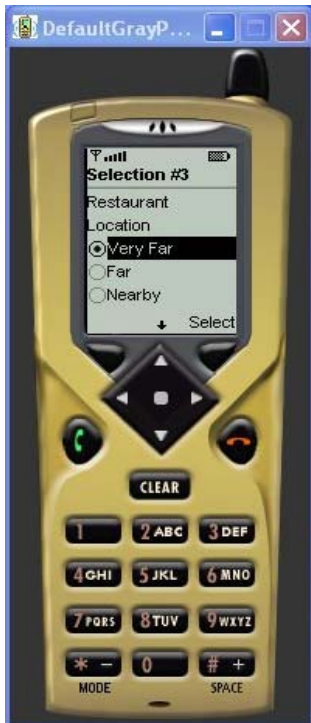 DefaultGrayP...
Selection #3
Restaurant
Location
Very Far
Far
Nearby
Select
CLEAR
1 2 ABC 3 DEF
4 GHI 5 JKL 6 MNO
7 PQRS 8 TUV 9 WXYZ
* - 0 # +
MODE SPACE